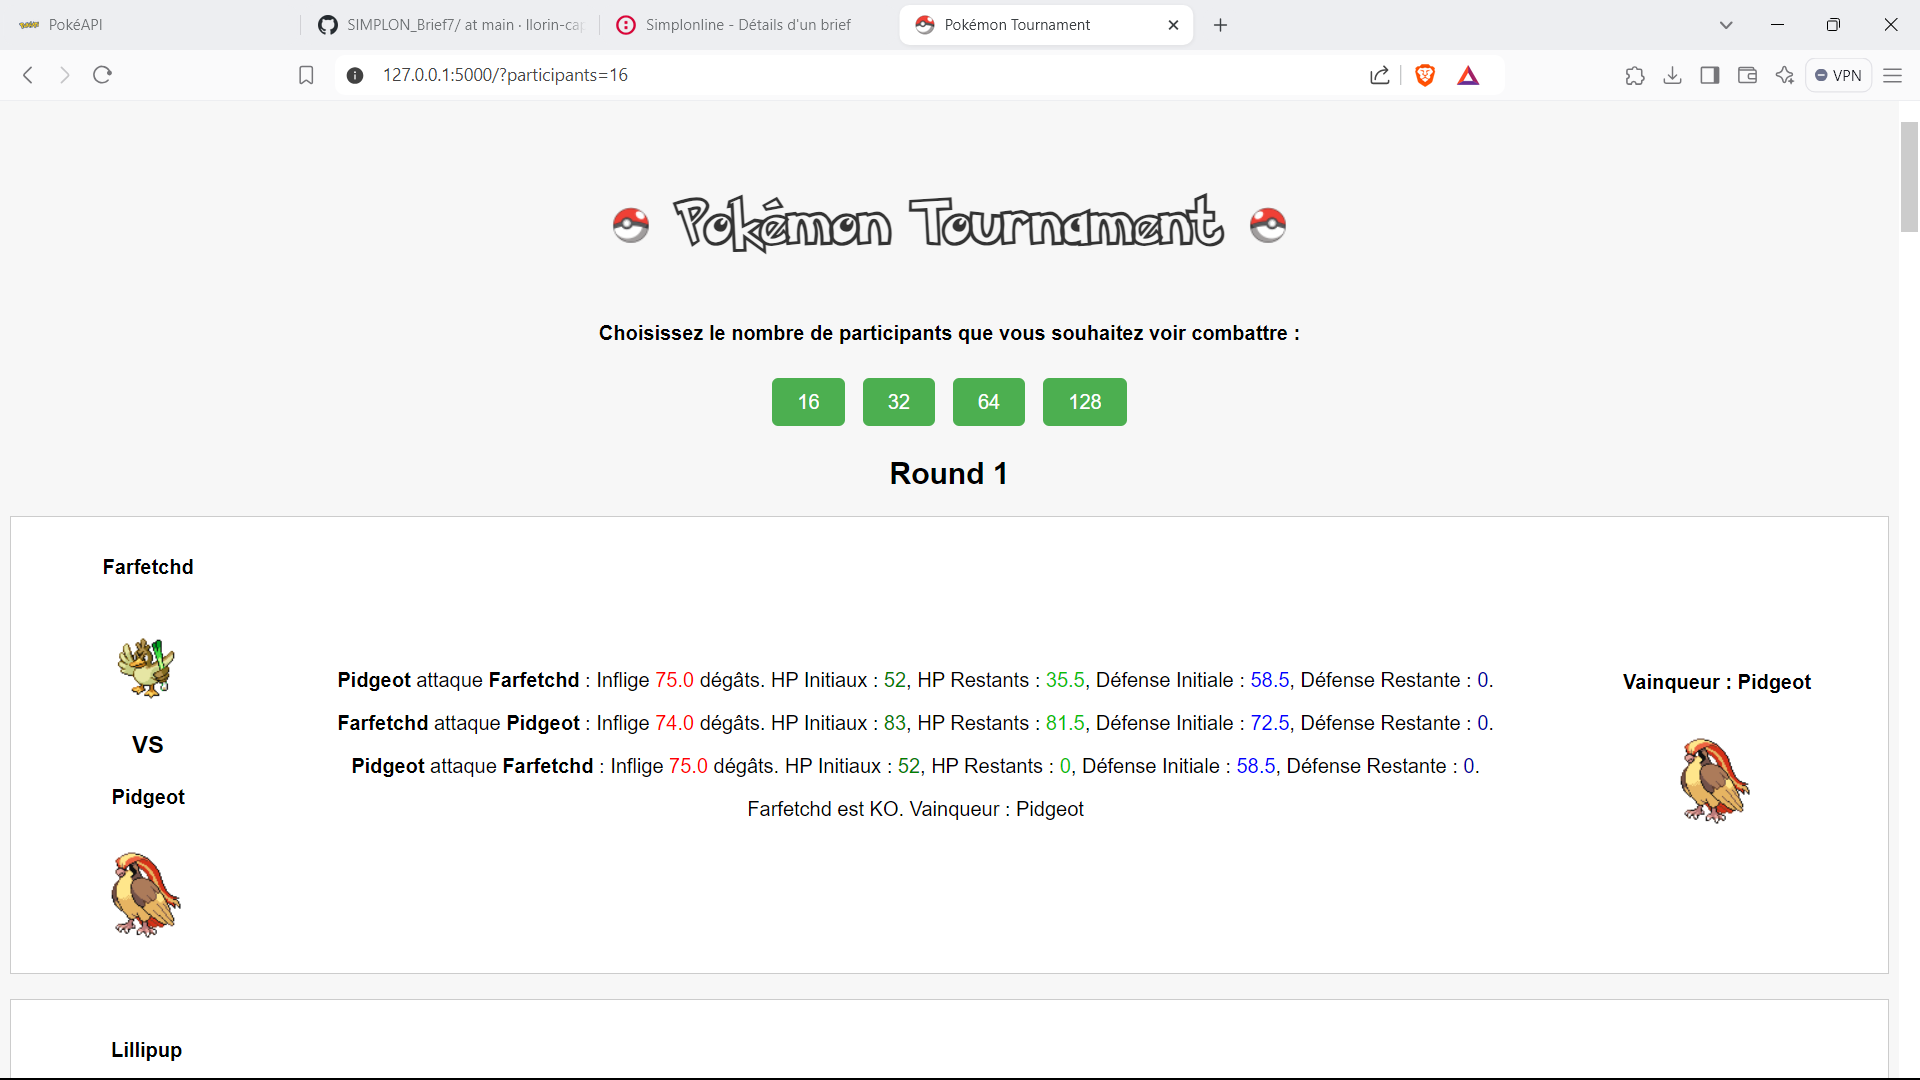 PokéAPI
SIMPLON_Brief7/ at main · llorin-ca
Simplonline - Détails d'un brief
Pokémon Tournament
127.0.0.1:5000/?participants=16
VPN
Pokémon Tournament
Choisissez le nombre de participants que vous souhaitez voir combattre :
16 32 64 128
Round 1
Farfetchd
VS
Pidgeot
Pidgeot attaque Farfetchd : Inflige 75.0 dégâts. HP Initiaux : 52, HP Restants : 35.5, Défense Initiale : 58.5, Défense Restante : 0.
Farfetchd attaque Pidgeot : Inflige 74.0 dégâts. HP Initiaux : 83, HP Restants : 81.5, Défense Initiale : 72.5, Défense Restante : 0.
Pidgeot attaque Farfetchd : Inflige 75.0 dégâts. HP Initiaux : 52, HP Restants : 0, Défense Initiale : 58.5, Défense Restante : 0.
Farfetchd est KO. Vainqueur : Pidgeot
Vainqueur : Pidgeot
Lillipup